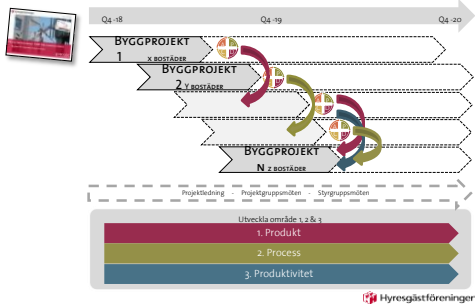 Q4 -18 Q4 -19 Q4 -20
BYGGPROJEKT
1 X BOSTÄDER
BYGGPROJEKT
2 Y BOSTÄDER
BYGGPROJEKT
N Z BOSTÄDER
Projektledning - Projektgruppsmöten - Styrgruppsmöten
Utveckla område 1, 2 & 3
1. Produkt
2. Process
3. Produktivitet
Hyresgästföreningen